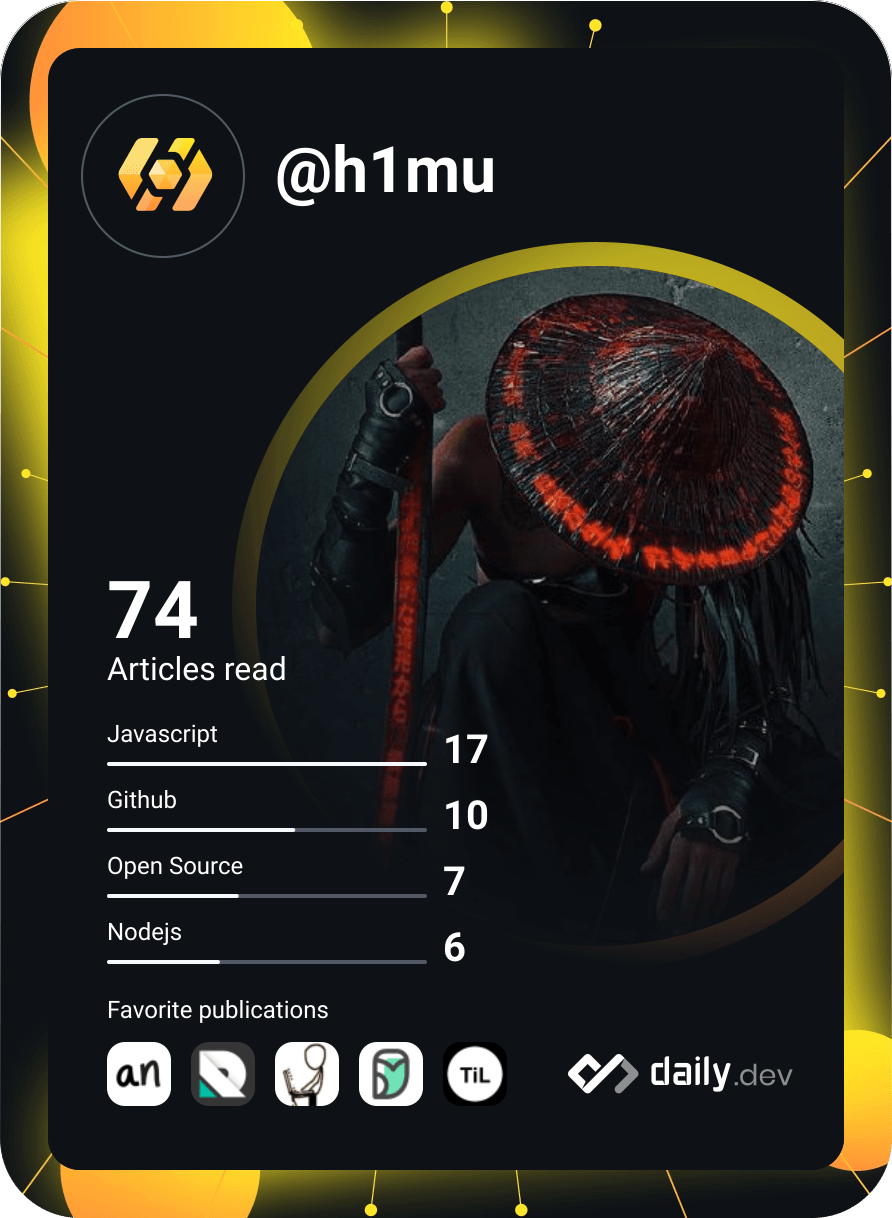 @h1mu
74
Articles read
Javascript
17
Github
10
Open Source
7
Nodejs
6
Favorite publications
an
TiL
daily.dev